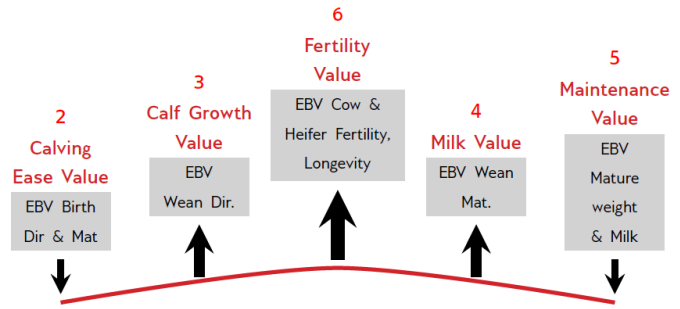 2
Calving
Ease Value
EBV Birth
Dir & Mat
3
Calf Growth
Value
EBV
Wean Dir.
6
Fertility
Value
EBV Cow &
Heifer Fertility,
Longevity
4
Milk Value
EBV Wean
Mat.
5
Maintenance
Value
EBV
Mature
weight
& Milk